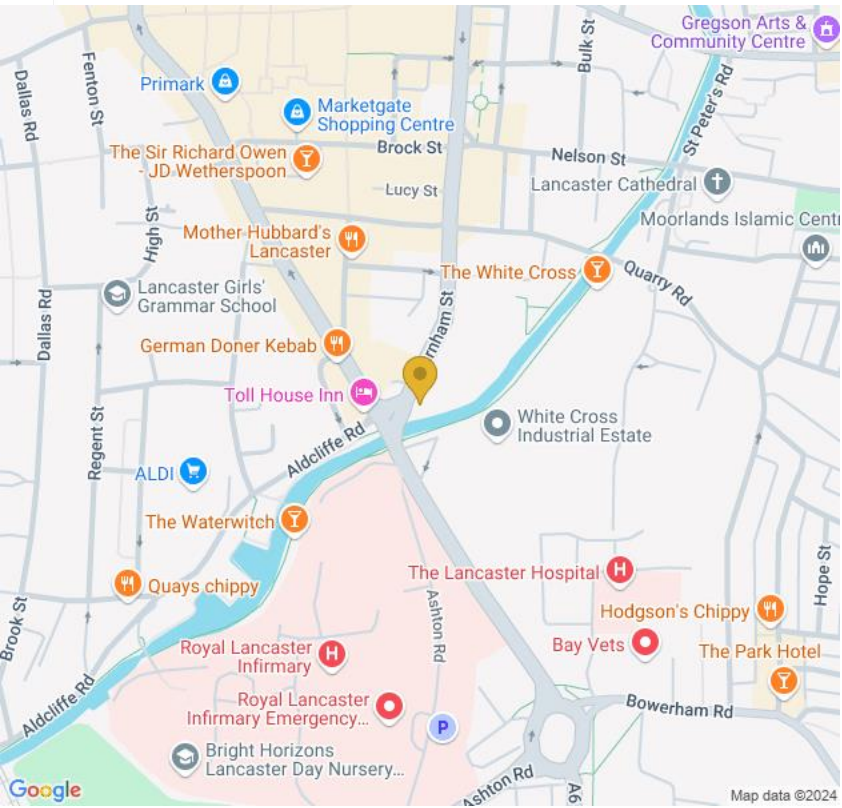 Gregson Arts &
Community Centre
Dallas Rd
Fenton St
Bulk St
St Peter's Rd
Primark
Marketgate
Shopping Centre
Brock St
The Sir Richard Owen
- JD Wetherspoon
Nelson St
Lancaster Cathedral
Lucy St
High St
Moorlands Islamic Cent
Mother Hubbard's
Lancaster
The White Cross
Quarry Rd
Lancaster Girls'
Grammar School
Dallas Rd
rnham St
German Doner Kebab
Toll House Inn
Regent St
White Cross
Industrial Estate
Aldcliffe Rd
ALDI
The Waterwitch
Hope St
The Lancaster Hospital
H
Quays chippy
Ashton Rd
Hodgson's Chippy
Brook St
Bay Vets
Royal Lancaster
Infirmary
H
The Park Hotel
Aldcliffe Rd
Royal Lancaster
Infirmary Emergency...
Bowerham Rd
P
Bright Horizons
Lancaster Day Nursery...
Ashton Rd
A6
Google
Map data ©2024